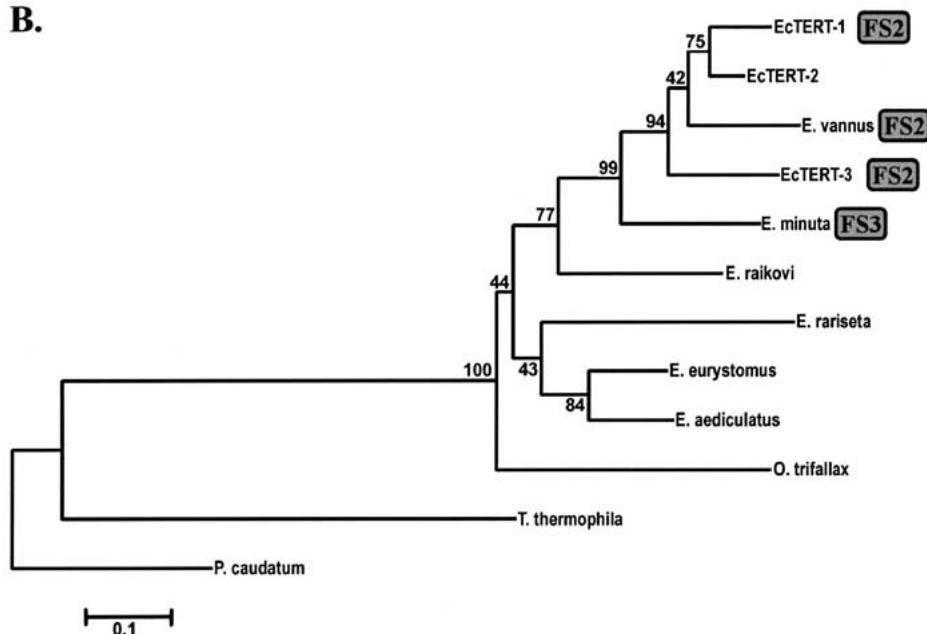 B.
EcTERT-1 FS2
75
EcTERT-2
42
E. vannus FS2
94
EcTERT-3 FS2
99
E. minuta FS3
77
E. raikovi
44
E. rariseta
43
E. eurystomus
100
84
E. aediculatus
O. trifallax
T. thermophila
P. caudatum
0.1